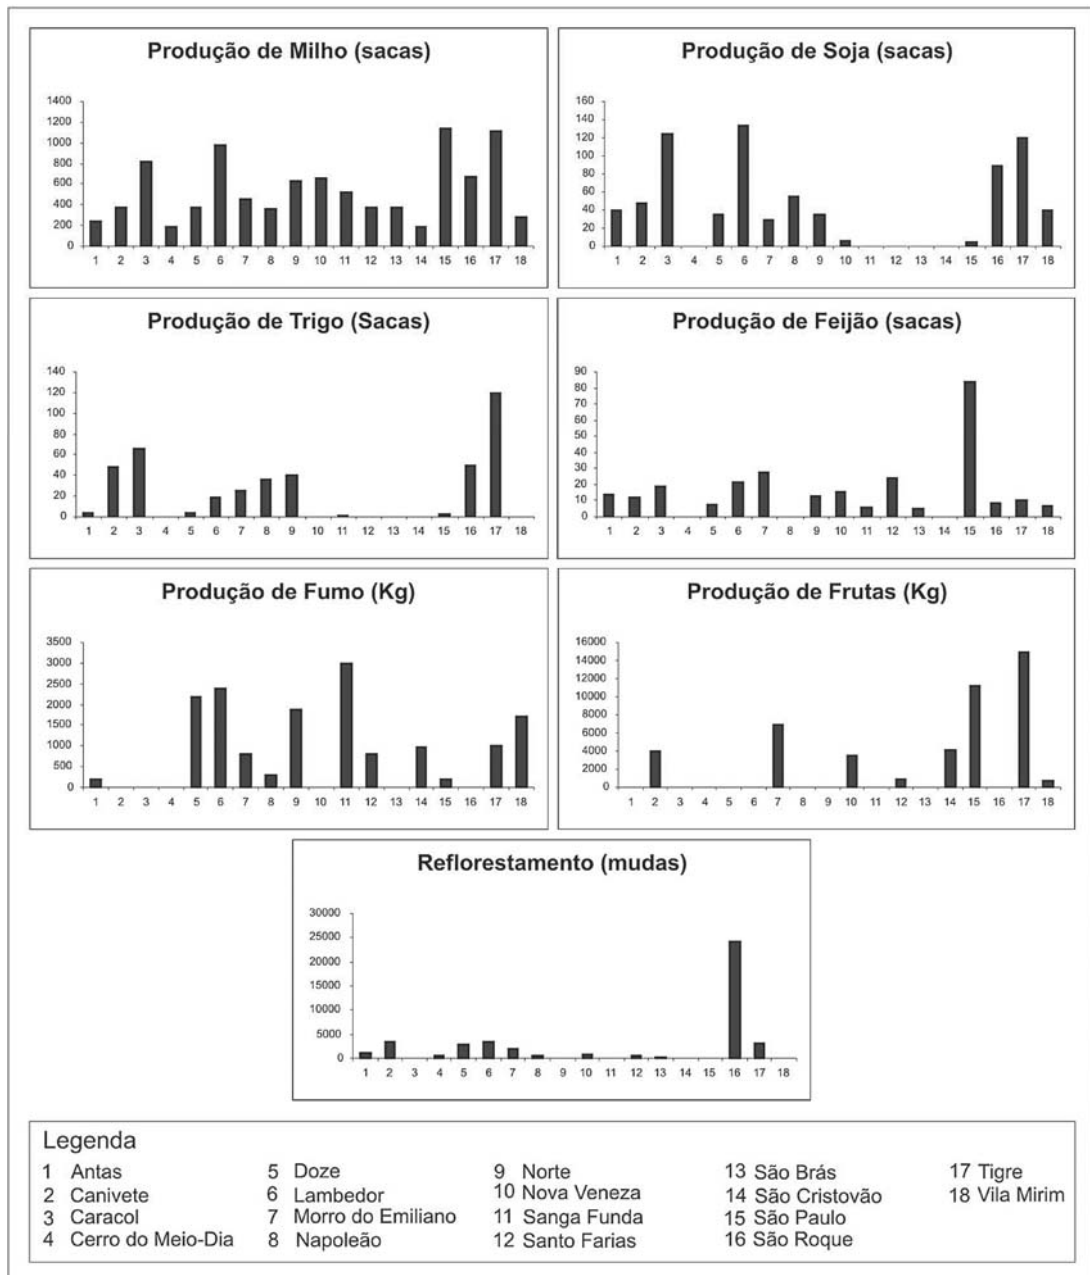 Produção de Milho (sacas)
1400
1200
1000
800
600
400
200
0
1 2 3 4 5 6 7 8 9 10 11 12 13 14 15 16 17 18
Produção de Soja (sacas)
160
140
120
100
80
60
40
20
0
1 2 3 4 5 6 7 8 9 10 11 12 13 14 15 16 17 18
Produção de Trigo (Sacas)
140
120
100
80
60
40
20
0
1 2 3 4 5 6 7 8 9 10 11 12 13 14 15 16 17 18
Produção de Feijão (sacas)
90
80
70
60
50
40
30
20
10
0
1 2 3 4 5 6 7 8 9 10 11 12 13 14 15 16 17 18
Produção de Fumo (Kg)
3500
3000
2500
2000
1500
1000
500
0
1 2 3 4 5 6 7 8 9 10 11 12 13 14 15 16 17 18
Produção de Frutas (Kg)
16000
14000
12000
10000
8000
6000
4000
2000
0
1 2 3 4 5 6 7 8 9 10 11 12 13 14 15 16 17 18
Reflorestamento (mudas)
30000
25000
20000
15000
10000
5000
0
1 2 3 4 5 6 7 8 9 10 11 12 13 14 15 16 17 18
Legenda
1 Antas
2 Canivete
3 Caracol
4 Cerro do Meio-Dia
5 Doze
6 Lambedor
7 Morro do Emiliano
8 Napoleão
9 Norte
10 Nova Veneza
11 Sanga Funda
12 Santo Farias
13 São Brás
14 São Cristovão
15 São Paulo
16 São Roque
17 Tigre
18 Vila Mirim